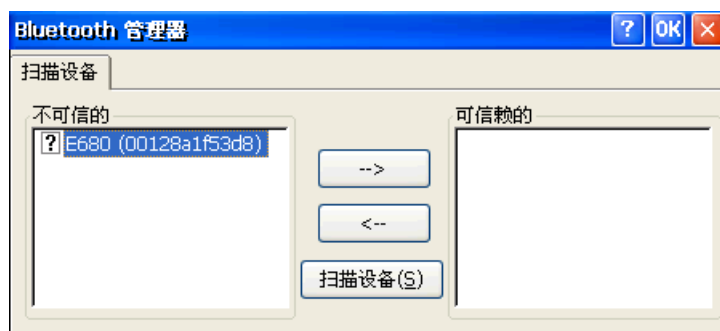 Bluetooth 管理器
? OK ×
扫描设备
不可信的
可信赖的
? E680 (00128a1f53d8)
-->
<--
扫描设备(S)